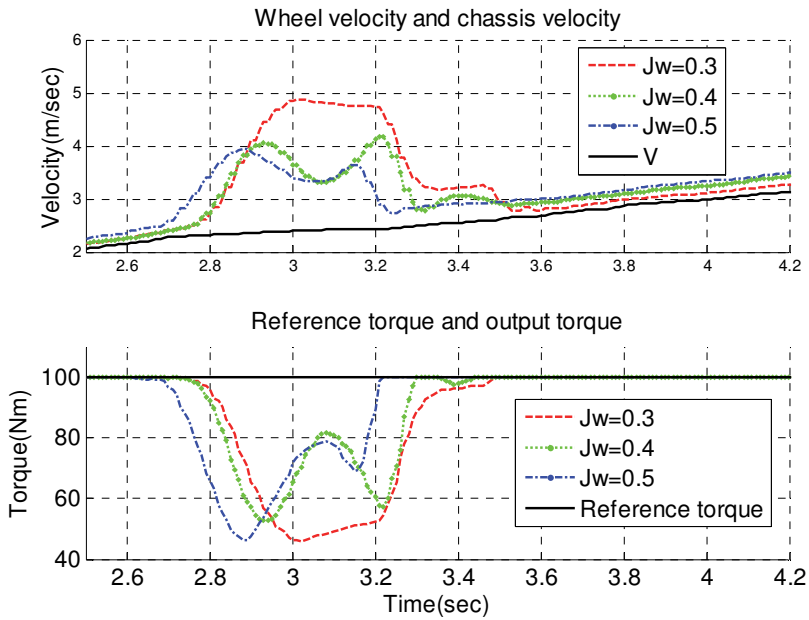 Wheel velocity and chassis velocity
Velocity(m/sec)
6
5
4
3
2
2.6 2.8 3 3.2 3.4 3.6 3.8 4 4.2
Jw=0.3
Jw=0.4
Jw=0.5
V
Reference torque and output torque
Torque(Nm)
100
80
60
40
2.6 2.8 3 3.2 3.4 3.6 3.8 4 4.2
Time(sec)
Jw=0.3
Jw=0.4
Jw=0.5
Reference torque